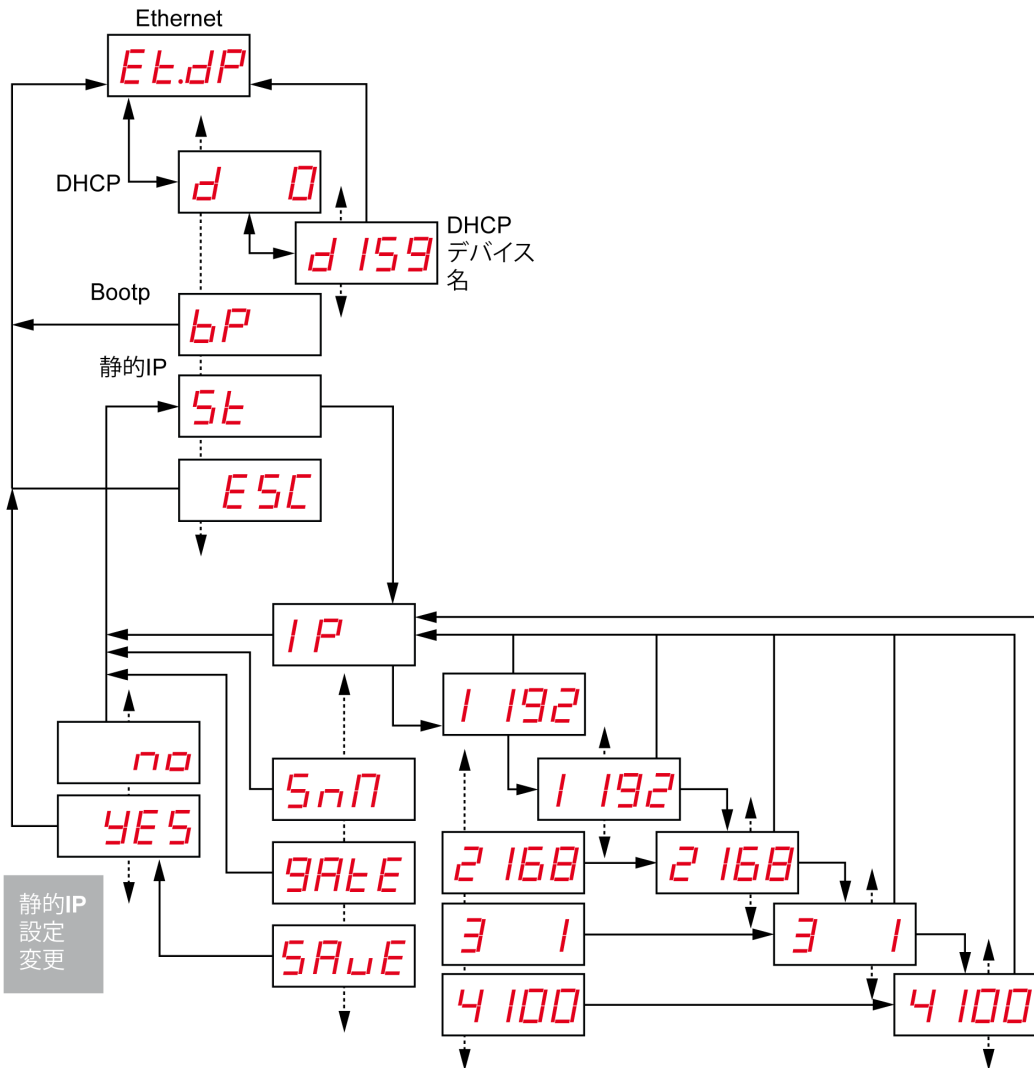 Ethernet
Et.dP
DHCP
d 0
d 159
DHCP
デバイス
名
Bootp
bP
静的IP
St
ESC
IP
1 192
no
SnM
1 192
YES
2 168
2 168
gAtE
静的IP
設定
変更
3 1
3 1
SAvE
4 100
4 100